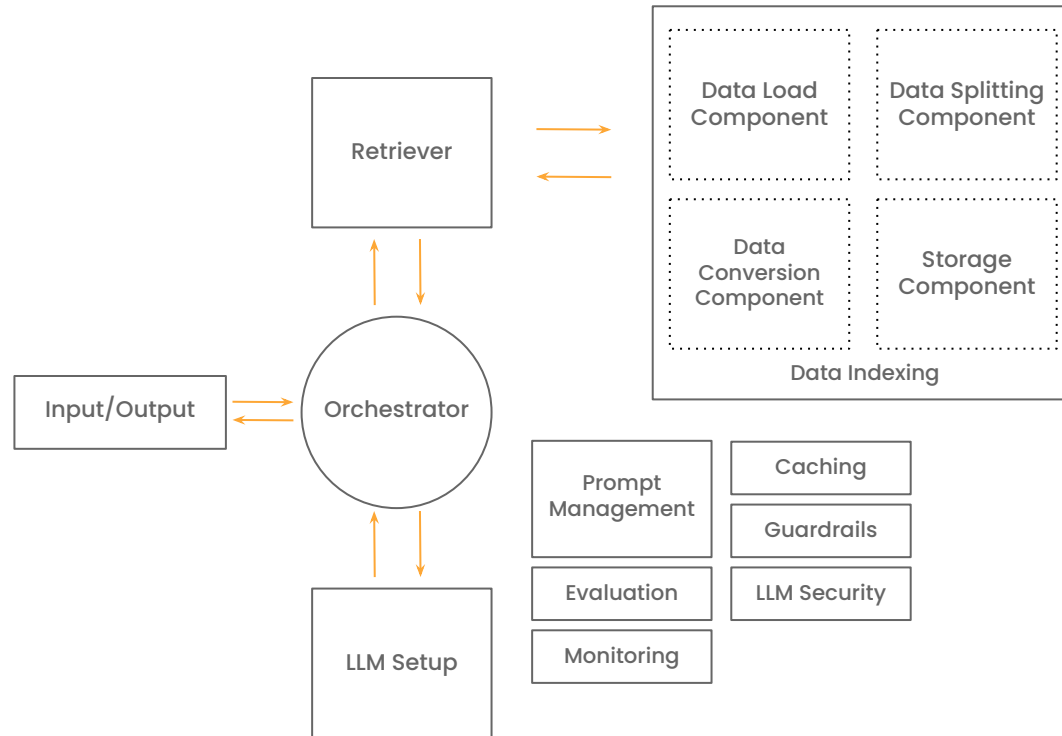 Data Load
Component
Data Splitting
Component
Retriever
Data
Conversion
Component
Storage
Component
Data Indexing
Input/Output
Orchestrator
Prompt
Management
Caching
Guardrails
Evaluation
LLM Security
Monitoring
LLM Setup